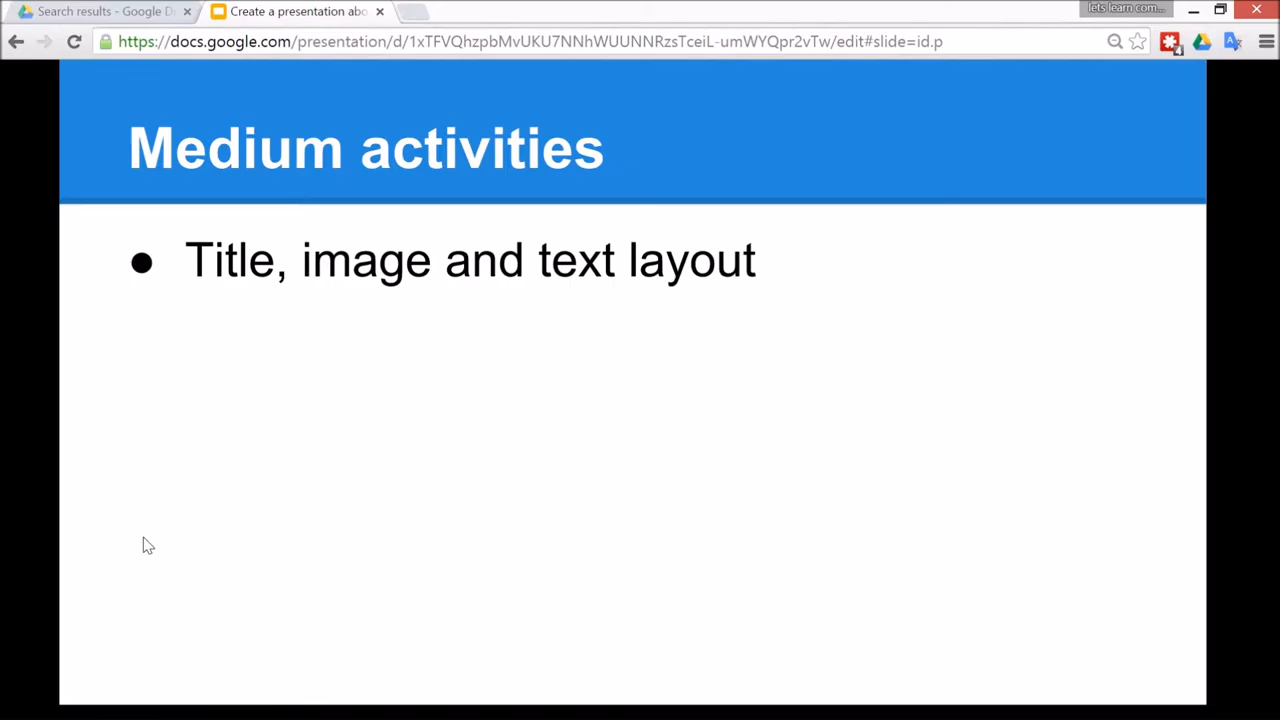 Search results - Google D
Create a presentation abo
lets learn com...
https://docs.google.com/presentation/d/1xTFVQhzpbMvUKU7NNhWUUNNRzsTceiL-umWYQpr2vTw/edit#slide=id.p
4
Medium activities
● Title, image and text layout